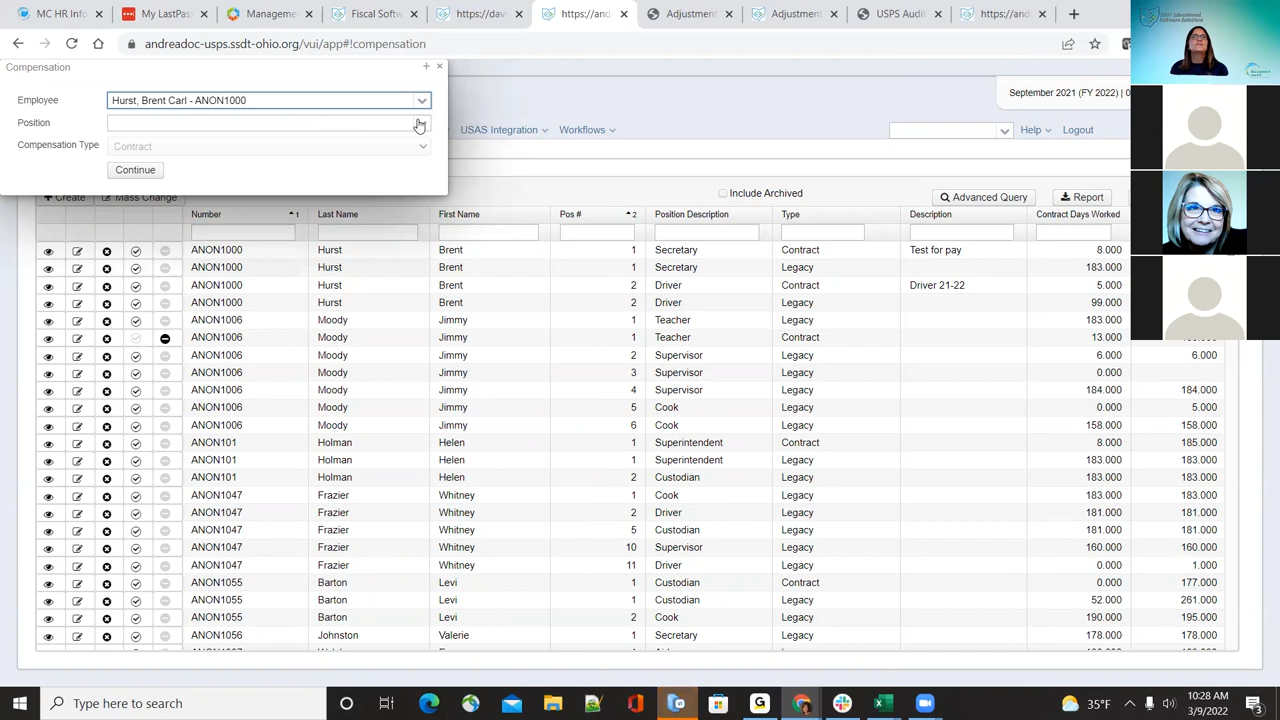 MC HR Info
My LastPass
Manageme
Fiscal Softw
https://
https://and
Adjustment
Adjustment
US
https://and
andreadoc-usps.ssdt-ohio.org/vui/app#!compensation
SSDT Educational
Software Solutions
Compensation
Employee Hurst, Brent Carl - ANON1000
Position
Compensation Type Contract
Continue
September 2021 (FY 2022) | 0
USAS Integration Workflows Help Logout
Create Mass Change Include Archived Advanced Query Report
Number 1 Last Name First Name Pos # 2 Position Description Type Description Contract Days Worked
ANON1000 Hurst Brent 1 Secretary Contract Test for pay 8.000
ANON1000 Hurst Brent 1 Secretary Legacy 183.000
ANON1000 Hurst Brent 2 Driver Contract Driver 21-22 5.000
ANON1000 Hurst Brent 2 Driver Legacy 99.000
ANON1006 Moody Jimmy 1 Teacher Legacy 183.000
ANON1006 Moody Jimmy 1 Teacher Contract 13.000
ANON1006 Moody Jimmy 2 Supervisor Legacy 6.000 6.000
ANON1006 Moody Jimmy 3 Supervisor Legacy 0.000
ANON1006 Moody Jimmy 4 Supervisor Legacy 184.000 184.000
ANON1006 Moody Jimmy 5 Cook Legacy 0.000 5.000
ANON1006 Moody Jimmy 6 Cook Legacy 158.000 158.000
ANON101 Holman Helen 1 Superintendent Contract 8.000 185.000
ANON101 Holman Helen 1 Superintendent Legacy 183.000 183.000
ANON101 Holman Helen 2 Custodian Legacy 183.000 183.000
ANON1047 Frazier Whitney 1 Cook Legacy 183.000 183.000
ANON1047 Frazier Whitney 2 Driver Legacy 181.000 181.000
ANON1047 Frazier Whitney 5 Custodian Legacy 181.000 181.000
ANON1047 Frazier Whitney 10 Supervisor Legacy 160.000 160.000
ANON1047 Frazier Whitney 11 Driver Legacy 0.000 1.000
ANON1055 Barton Levi 1 Custodian Contract 0.000 177.000
ANON1055 Barton Levi 1 Custodian Legacy 52.000 261.000
ANON1055 Barton Levi 2 Cook Legacy 190.000 195.000
ANON1056 Johnston Valerie 1 Secretary Legacy 178.000 178.000
Type here to search
35°F
10:28 AM
3/9/2022
3